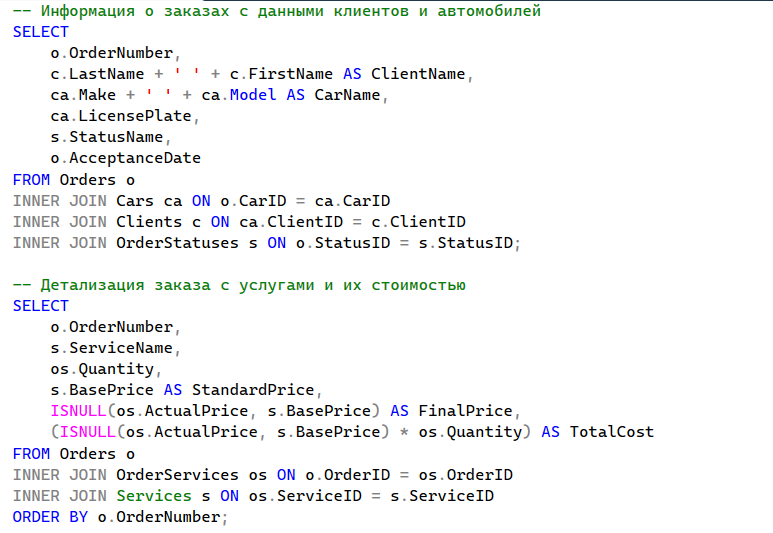 -- Информация о заказах с данными клиентов и автомобилей
SELECT
    o.OrderNumber,
    c.LastName + ' ' + c.FirstName AS ClientName,
    ca.Make + ' ' + ca.Model AS CarName,
    ca.LicensePlate,
    s.StatusName,
    o.AcceptanceDate
FROM Orders o
INNER JOIN Cars ca ON o.CarID = ca.CarID
INNER JOIN Clients c ON ca.ClientID = c.ClientID
INNER JOIN OrderStatuses s ON o.StatusID = s.StatusID;

-- Детализация заказа с услугами и их стоимостью
SELECT
    o.OrderNumber,
    s.ServiceName,
    os.Quantity,
    s.BasePrice AS StandardPrice,
    ISNULL(os.ActualPrice, s.BasePrice) AS FinalPrice,
    (ISNULL(os.ActualPrice, s.BasePrice) * os.Quantity) AS TotalCost
FROM Orders o
INNER JOIN OrderServices os ON o.OrderID = os.OrderID
INNER JOIN Services s ON os.ServiceID = s.ServiceID
ORDER BY o.OrderNumber;